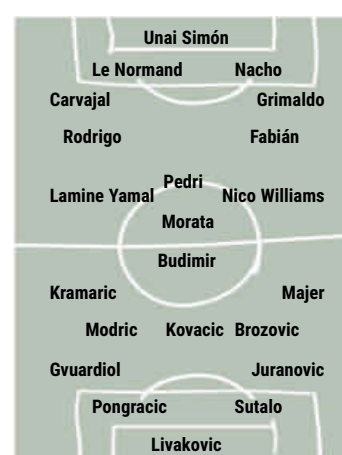 Unai Simón
Le Normand Nacho
Carvajal Grimaldo
Rodrigo Fabián
Pedri
Lamine Yamal Nico Williams
Morata
Budimir
Kramaric Majer
Modric Kovacic Brozovic
Gvuardiol Juranovic
Pongracic Sutalo
Livakovic